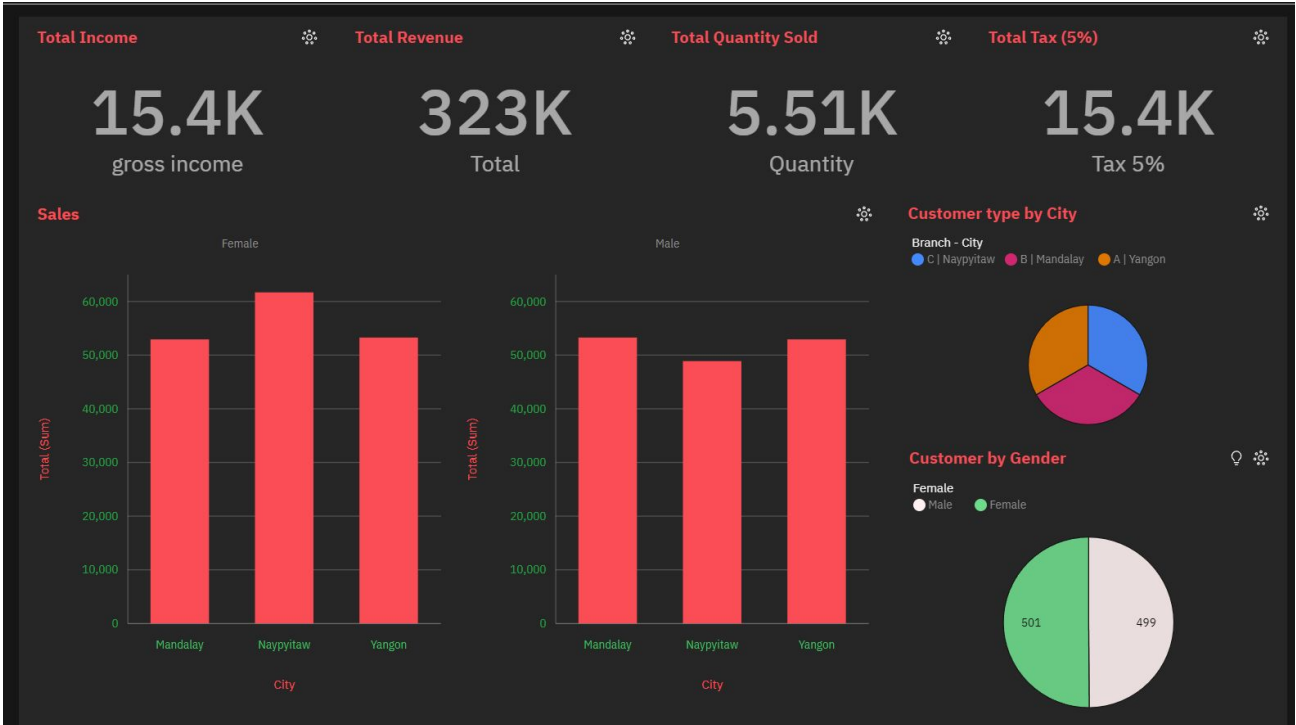 Total Income
15.4K
gross income
Total Revenue
323K
Total
Total Quantity Sold
5.51K
Quantity
Total Tax (5%)
15.4K
Tax 5%
Sales
Female
Total (Sum)
60,000
50,000
40,000
30,000
20,000
10,000
0
Mandalay Naypyitaw Yangon
City
Male
Total (Sum)
60,000
50,000
40,000
30,000
20,000
10,000
0
Mandalay Naypyitaw Yangon
City
Customer type by City
Branch - City
C | Naypyitaw B | Mandalay A | Yangon
Customer by Gender
Female
Male Female
501 499